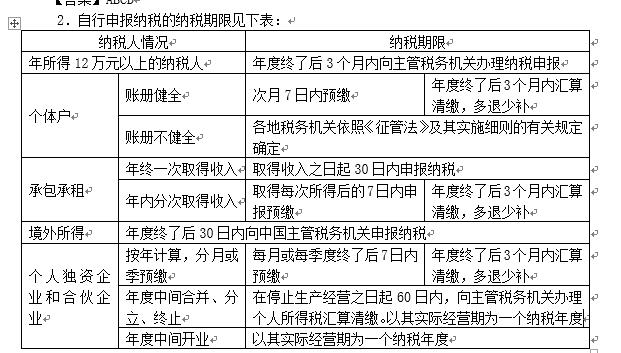 【答案】ABCD
2．自行申报纳税的纳税期限见下表：
纳税人情况 纳税期限
年所得 12 万元以上的纳税人 年度终了后 3 个月内向主管税务机关办理纳税申报
个体户 账册健全 次月 7 日内预缴 年度终了后 3 个月内汇算
清缴，多退少补
账册不健全 各地税务机关依照《征管法》及其实施细则的有关规定
确定
承包承租 年终一次取得收入 取得收入之日起 30 日内申报纳税
年内分次取得收入 取得每次所得后的 7 日内申
报预缴 年度终了后 3 个月内汇算
清缴，多退少补
境外所得 年度终了后 30 日内向中国主管税务机关申报纳税
个人独资企
业和合伙企
业 按年计算，分月或
季预缴 每月或每季度终了后 7 日内
预缴 年度终了后 3 个月内汇算
清缴，多退少补
年度中间合并、分
立、终止 在停止生产经营之日起 60 日内，向主管税务机关办理
个人所得税汇算清缴。以其实际经营期为一个纳税年度
年度中间开业 以其实际经营期为一个纳税年度